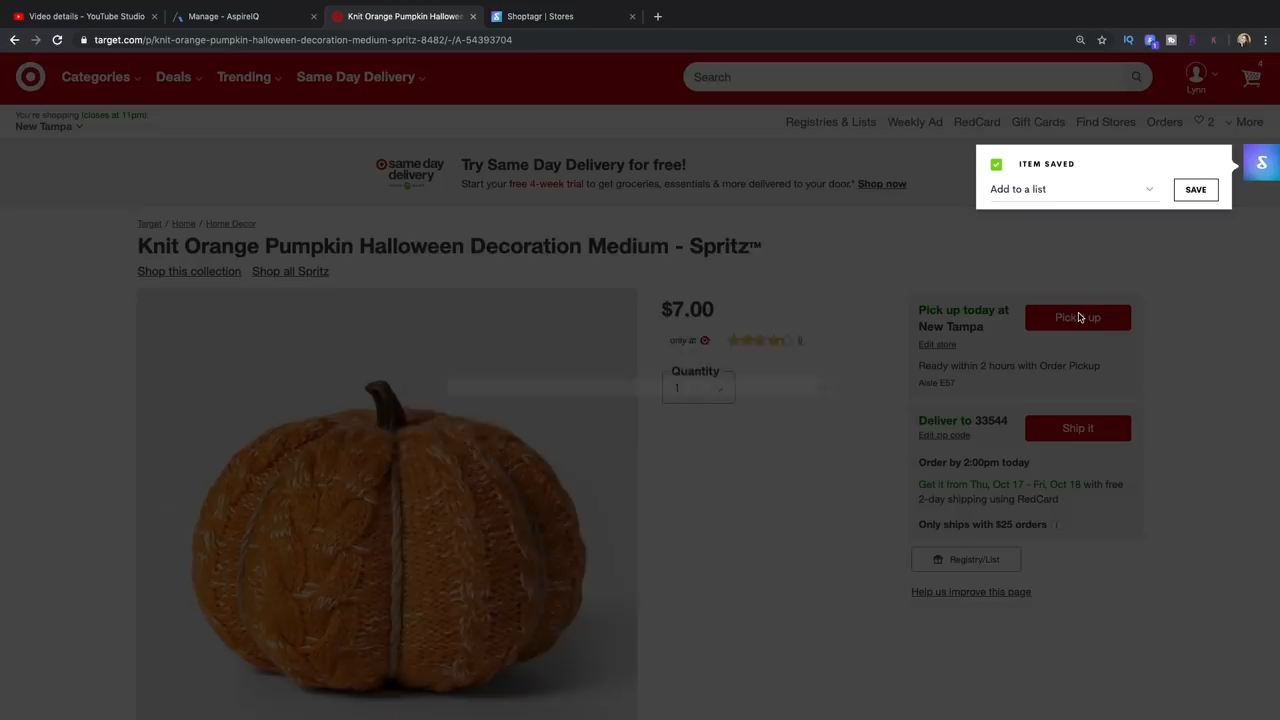 Video details - YouTube Studio
Manage - AspireIQ
Knit Orange Pumpkin Hallowe
Shoptagr | Stores
target.com/p/knit-orange-pumpkin-halloween-decoration-medium-spritz-8482/-/A-54393704
Categories
Deals
Trending
Same Day Delivery
Search
Lynn
4
You're shopping (closes at 11pm):
New Tampa
Registries & Lists
Weekly Ad
RedCard
Gift Cards
Find Stores
Orders
2
More
same day
delivery
Try Same Day Delivery for free!
Start your free 4-week trial to get groceries, essentials & more delivered to your door.* Shop now
ITEM SAVED
Add to a list
SAVE
Target / Home / Home Decor
Knit Orange Pumpkin Halloween Decoration Medium - Spritz™
Shop this collection
Shop all Spritz
$7.00
only at
Quantity
1
Pick up today at
New Tampa
Pick up
Edit store
Ready within 2 hours with Order Pickup
Aisle E57
Deliver to 33544
Edit zip code
Ship it
Order by 2:00pm today
Get it from Thu, Oct 17 - Fri, Oct 18 with free
2-day shipping using RedCard
Only ships with $25 orders
Registry/List
Help us improve this page